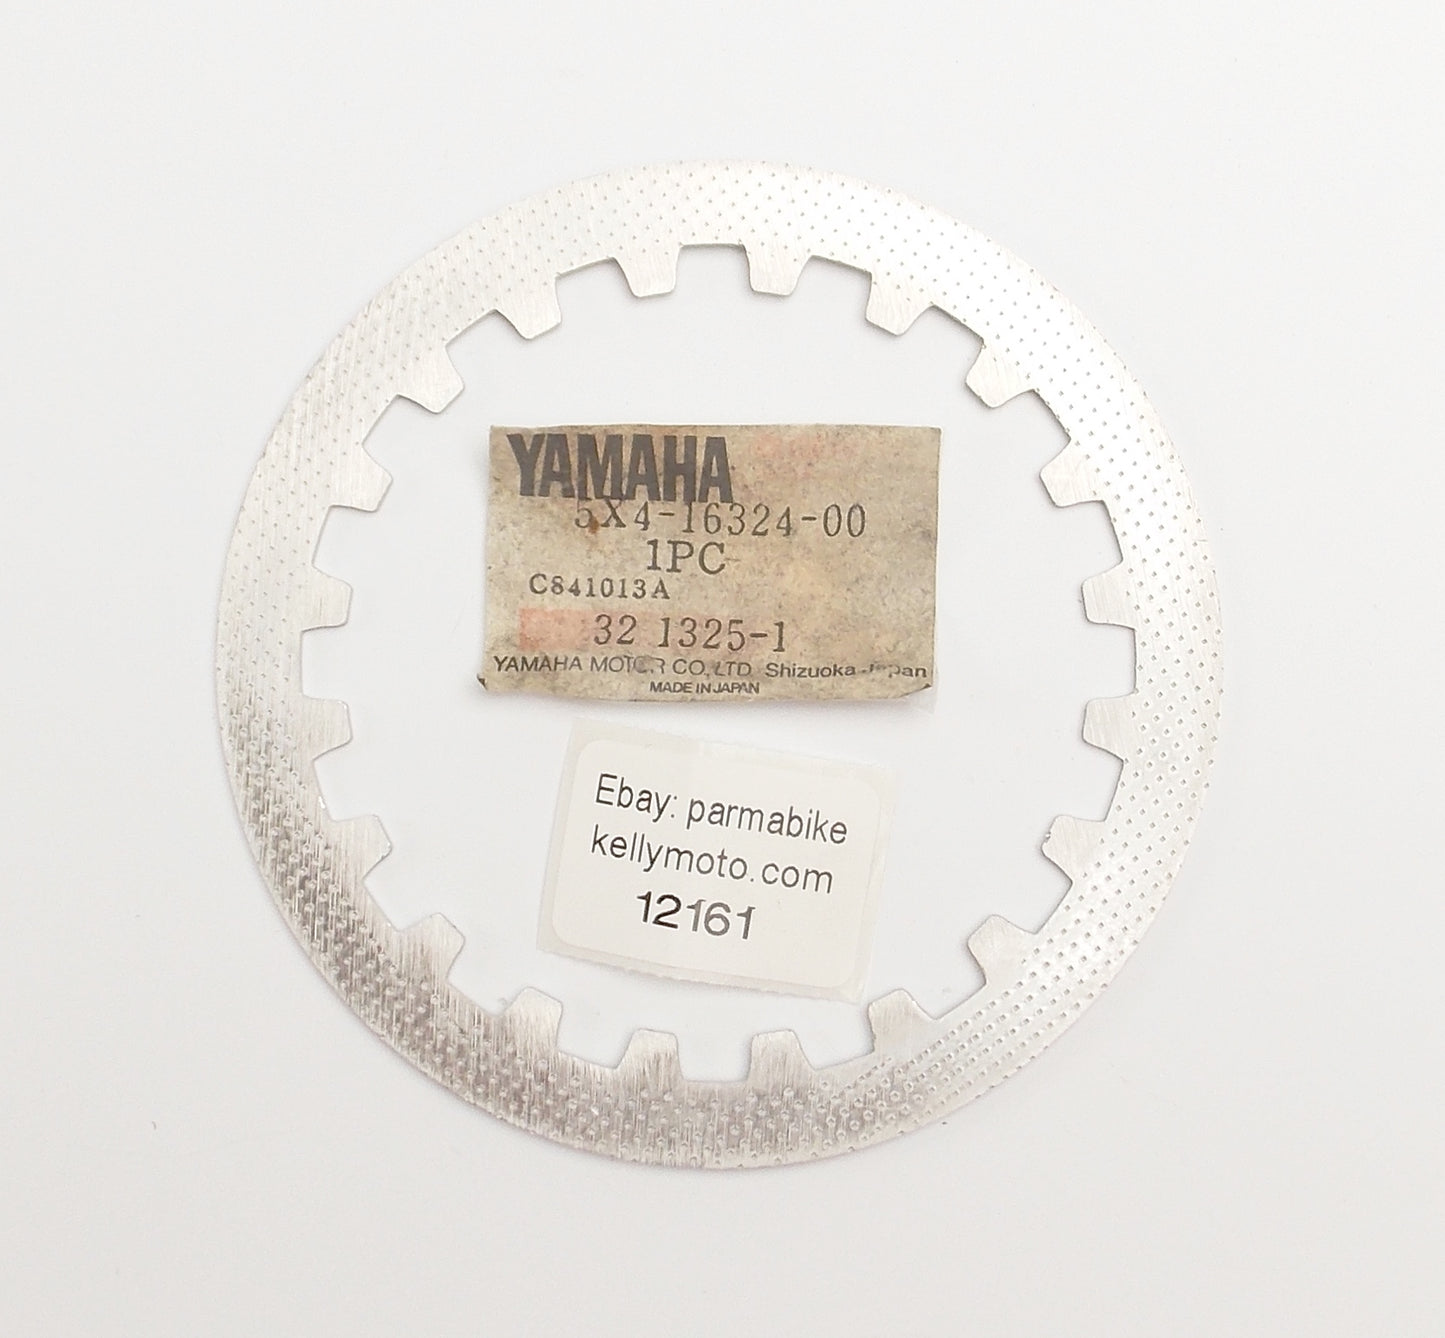 YAMAHA
5X4-16324-00
1PC
C841013A
32 1325-1
YAMAHA MOTOR CO., LTD. Shizuoka Japan
MADE IN JAPAN
Ebay: parmabike
kellymoto.com
12161